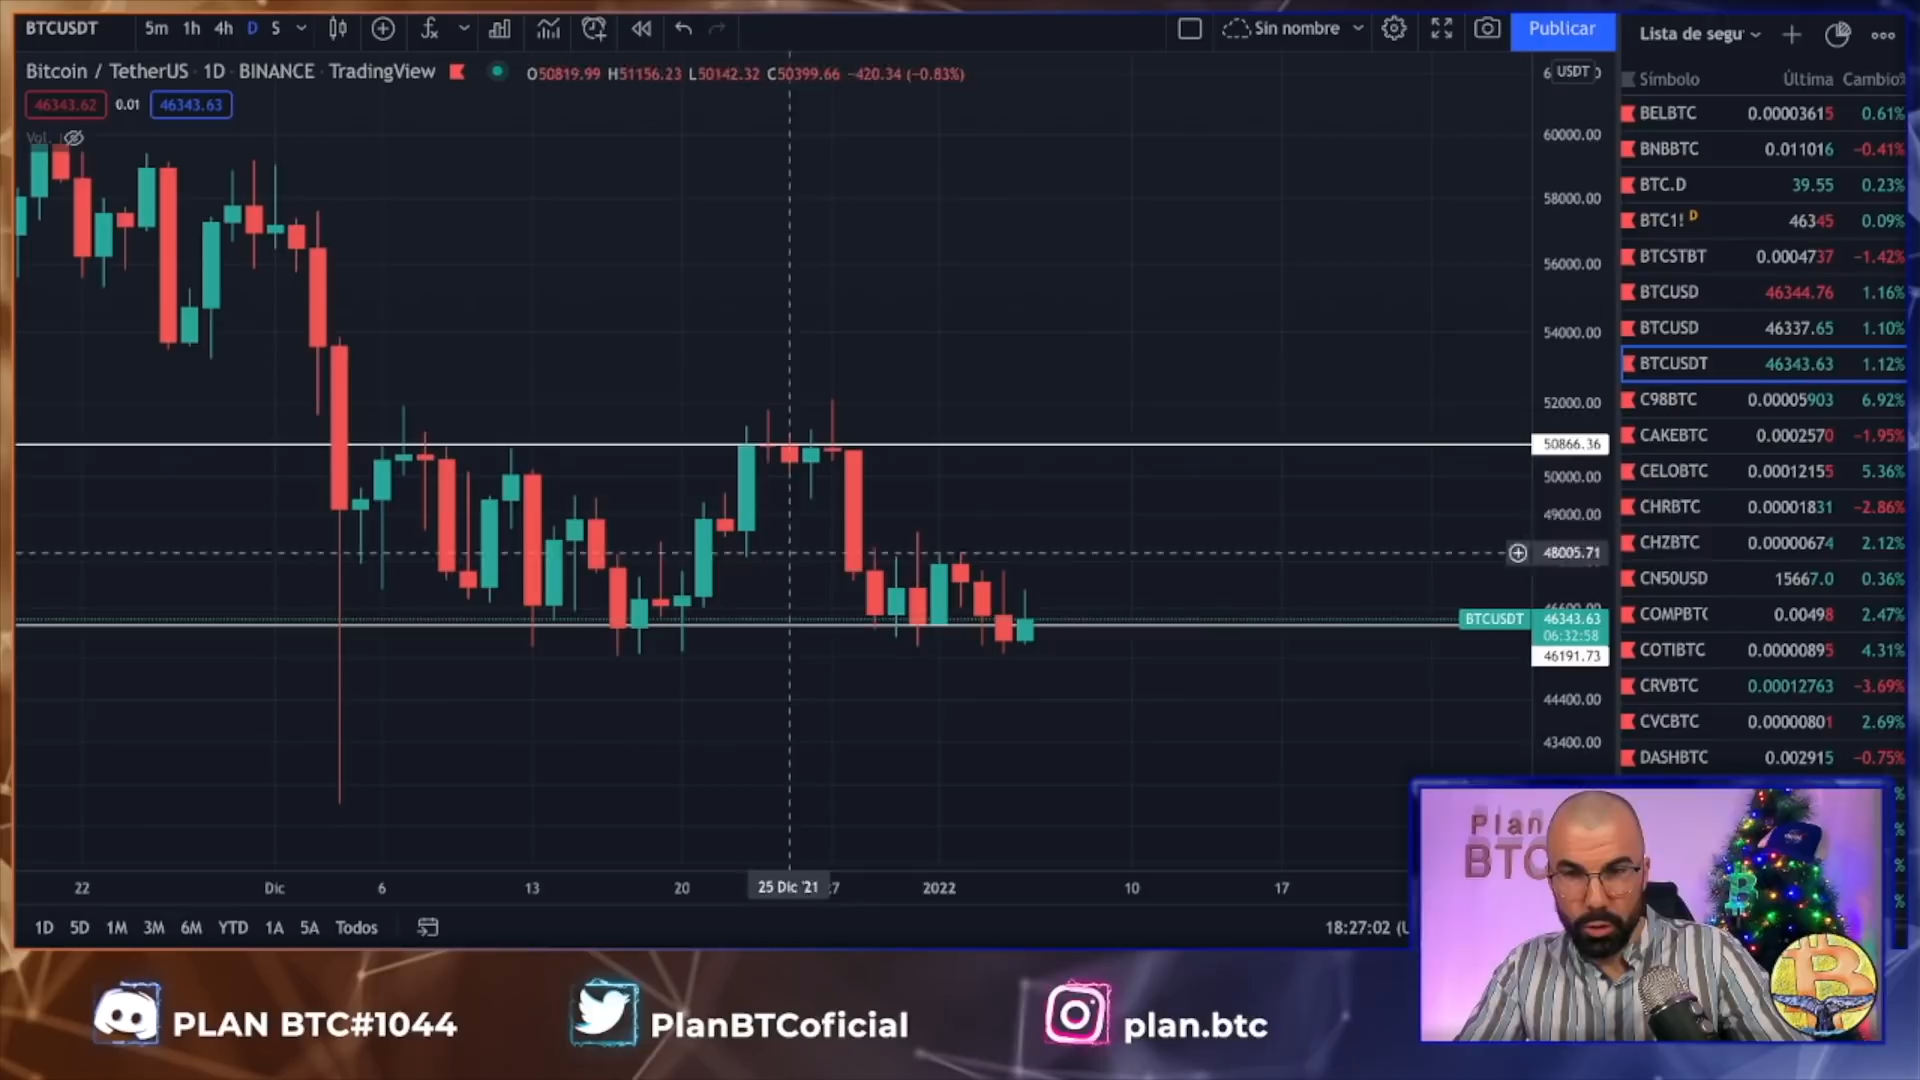 BTCUSDT 5m 1h 4h D S Sin nombre Publicar
Bitcoin / TetherUS 1D BINANCE TradingView O50819.99 H51156.23 L50142.32 C50399.66 −420.34 (−0.83%)
46343.62 0.01 46343.63
Vol.
USDT
60000.00
58000.00
56000.00
54000.00
52000.00
50866.36
50000.00
49000.00
48005.71
BTCUSDT 46343.63
06:32:58
46191.73
44400.00
43400.00
22 Dic 6 13 20 25 Dic '21 2022 10 17
1D 5D 1M 3M 6M YTD 1A 5A Todos 18:27:02
Lista de segu
Símbolo Última Cambio%
BELBTC 0.00003615 0.61%
BNBBTC 0.011016 −0.41%
BTC.D 39.55 0.23%
BTC1! D 46345 0.09%
BTCSTBT 0.0004737 −1.42%
BTCUSD 46344.76 1.16%
BTCUSD 46337.65 1.10%
BTCUSDT 46343.63 1.12%
C98BTC 0.00005903 6.92%
CAKEBTC 0.0002570 −1.95%
CELOBTC 0.00012155 5.36%
CHRBTC 0.00001831 −2.86%
CHZBTC 0.00000674 2.12%
CN50USD 15667.0 0.36%
COMPBT 0.00498 2.47%
COTIBTC 0.00000895 4.31%
CRVBTC 0.00012763 −3.69%
CVCBTC 0.00000801 2.69%
DASHBTC 0.002915 −0.75%
Plan
BTC
PLAN BTC#1044 PlanBTCoficial plan.btc